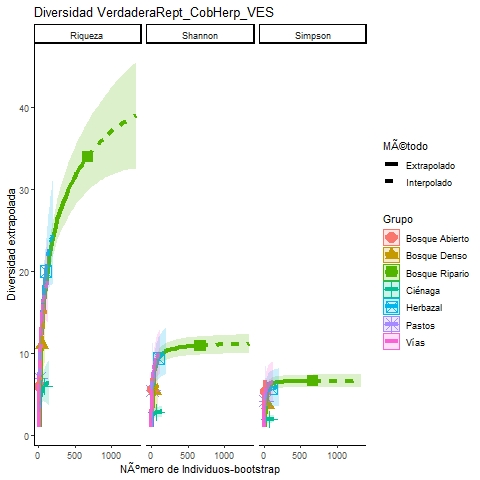 Diversidad VerdaderaRept_CobHerp_VES
Riqueza
Shannon
Simpson
40
30
20
10
0
Diversidad extrapolada
0 500 1000
0 500 1000
0 500 1000
NÃºmero de Individuos-bootstrap
MÃ©todo
Extrapolado
Interpolado
Grupo
Bosque Abierto
Bosque Denso
Bosque Ripario
Ciénaga
Herbazal
Pastos
Vías